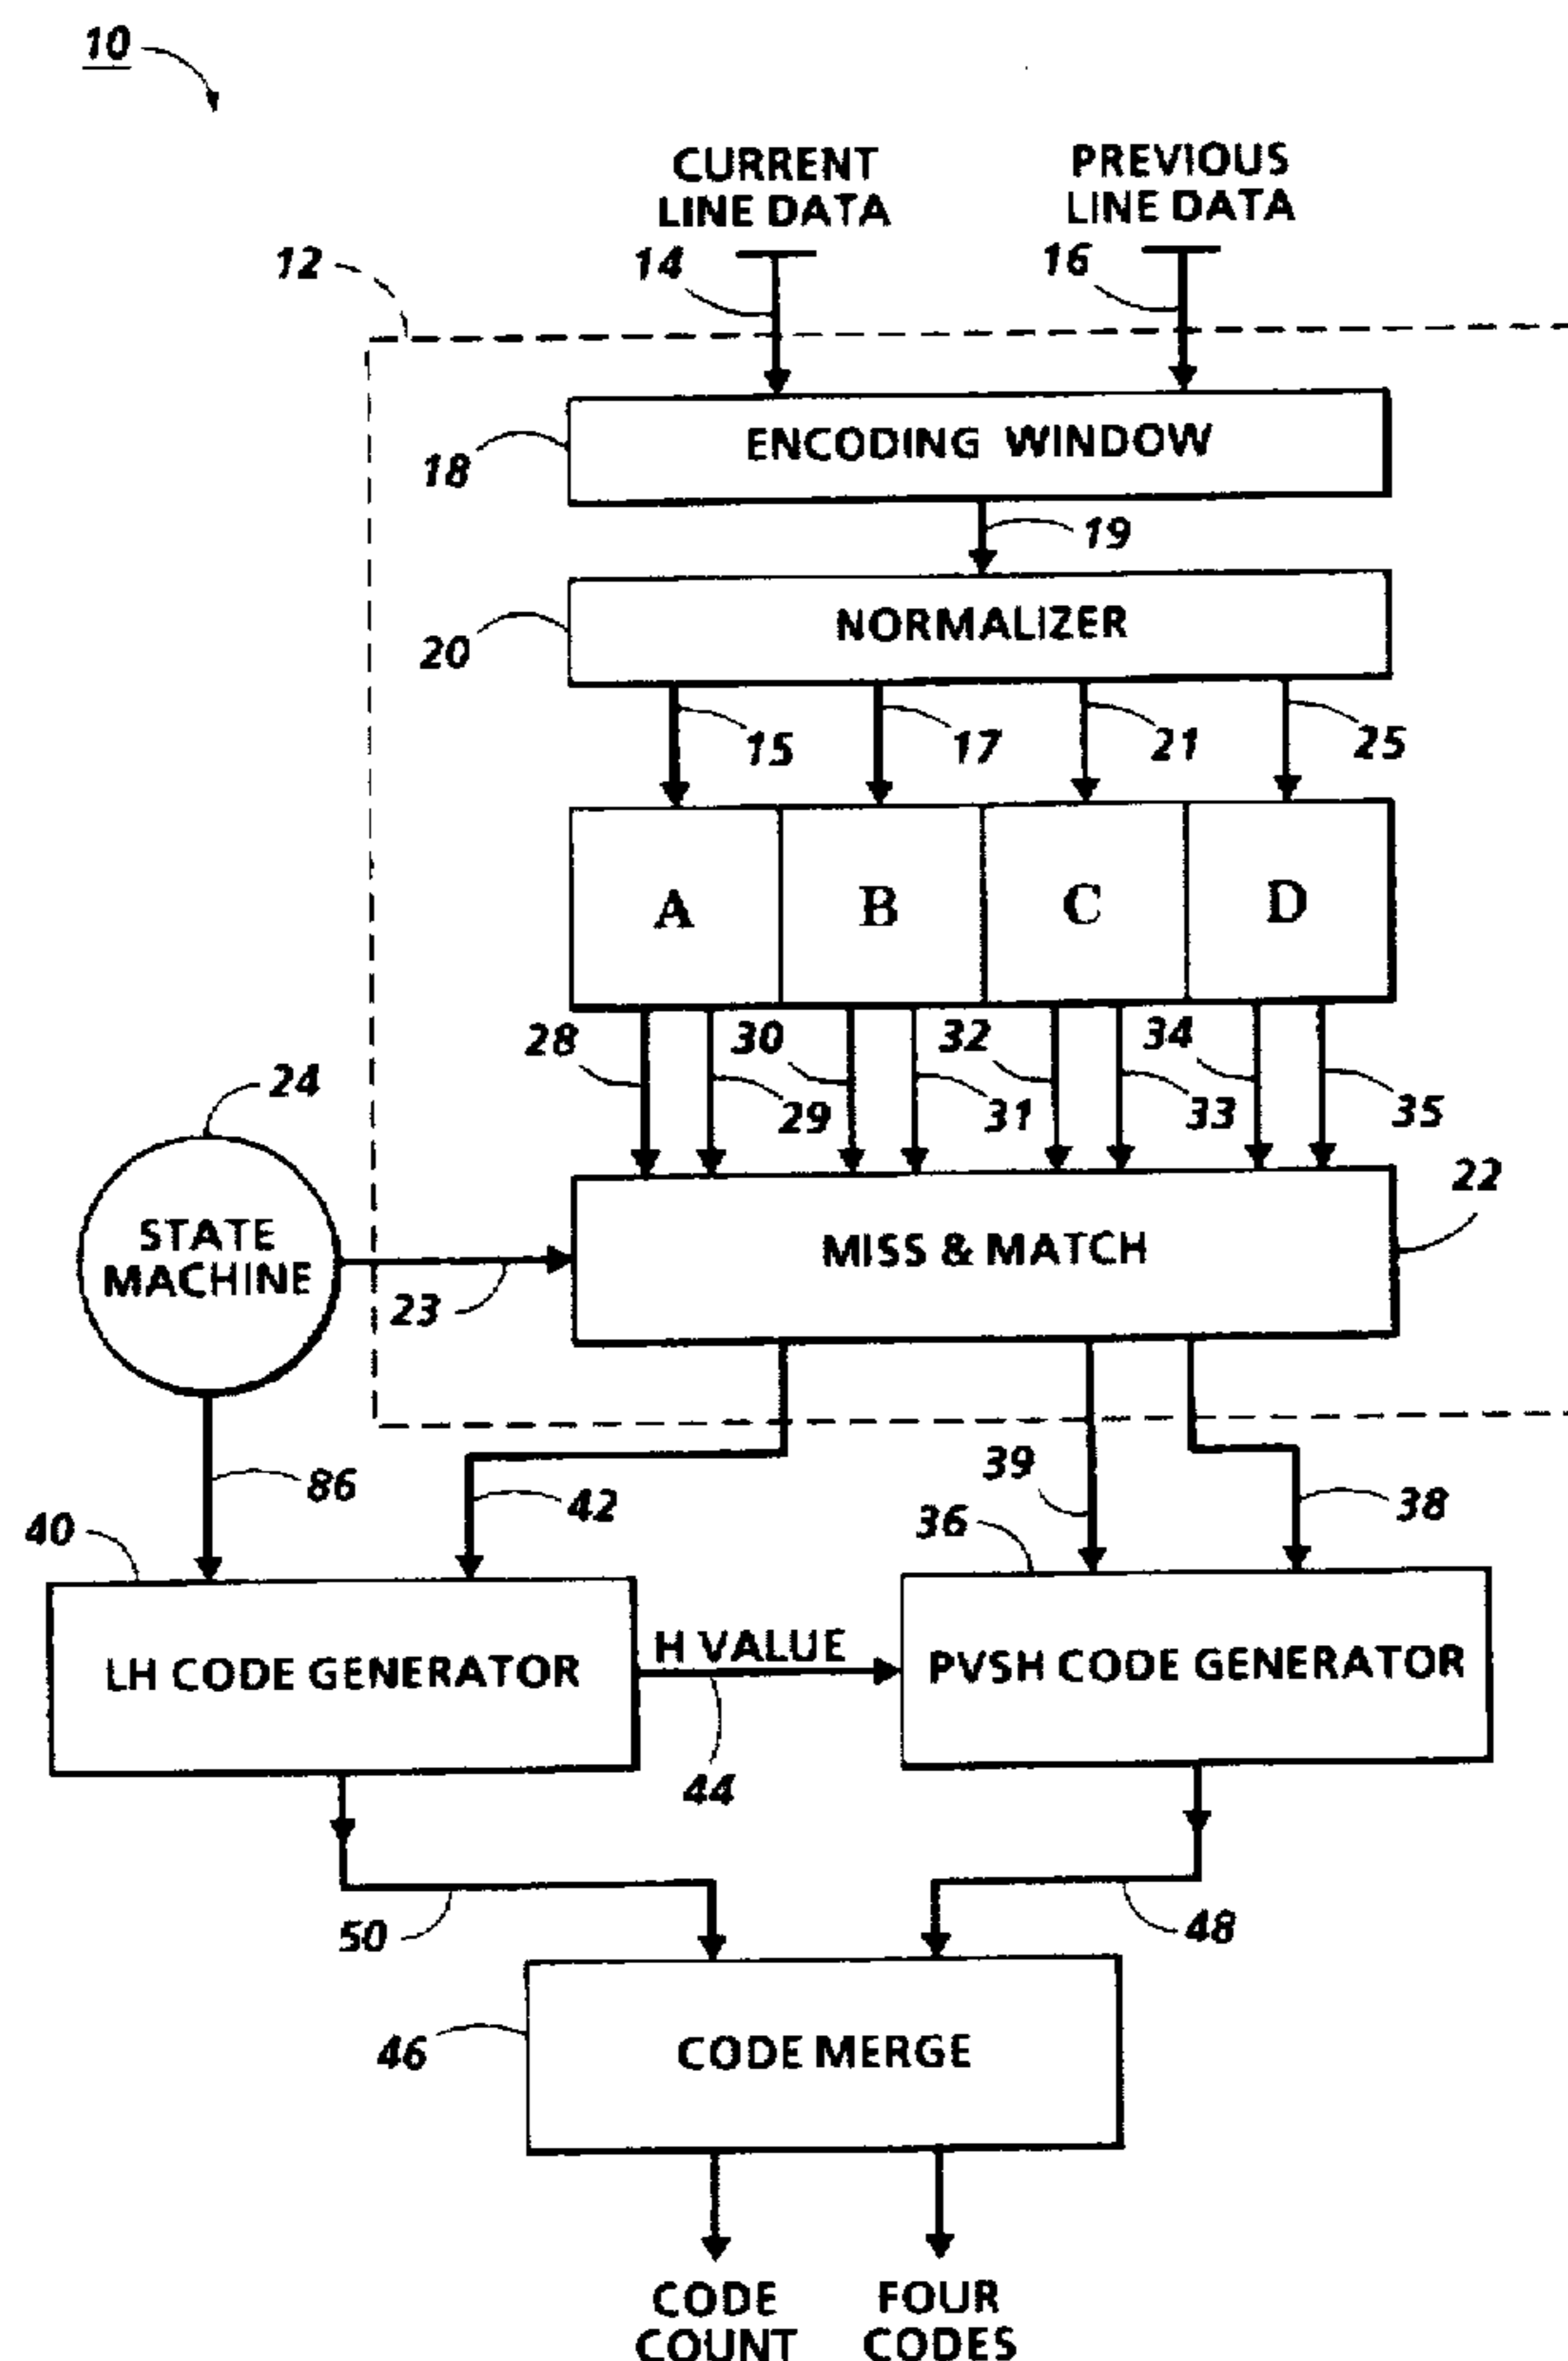 10
CURRENT
LINE DATA
PREVIOUS
LINE DATA
12
14
16
ENCODING WINDOW
18
19
NORMALIZER
20
15
17
21
25
A
B
C
D
28
30
32
34
29
31
33
35
24
22
STATE
MACHINE
MISS & MATCH
23
39
86
42
38
40
36
LH CODE GENERATOR
H VALUE
PVSH CODE GENERATOR
44
50
48
46
CODE MERGE
CODE
COUNT
FOUR
CODES